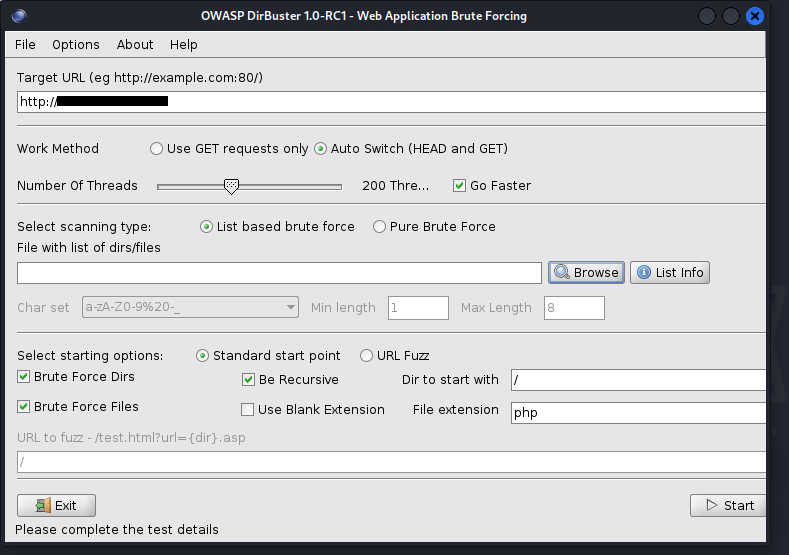 OWASP DirBuster 1.0-RC1 - Web Application Brute Forcing
File Options About Help
Target URL (eg http://example.com:80/)
http://
Work Method Use GET requests only Auto Switch (HEAD and GET)
Number Of Threads 200 Thre... Go Faster
Select scanning type: List based brute force Pure Brute Force
File with list of dirs/files
Browse List Info
Char set a-zA-Z0-9%20-_ Min length 1 Max Length 8
Select starting options: Standard start point URL Fuzz
Brute Force Dirs Be Recursive Dir to start with /
Brute Force Files Use Blank Extension File extension php
URL to fuzz - /test.html?url={dir}.asp
/
Exit Start
Please complete the test details